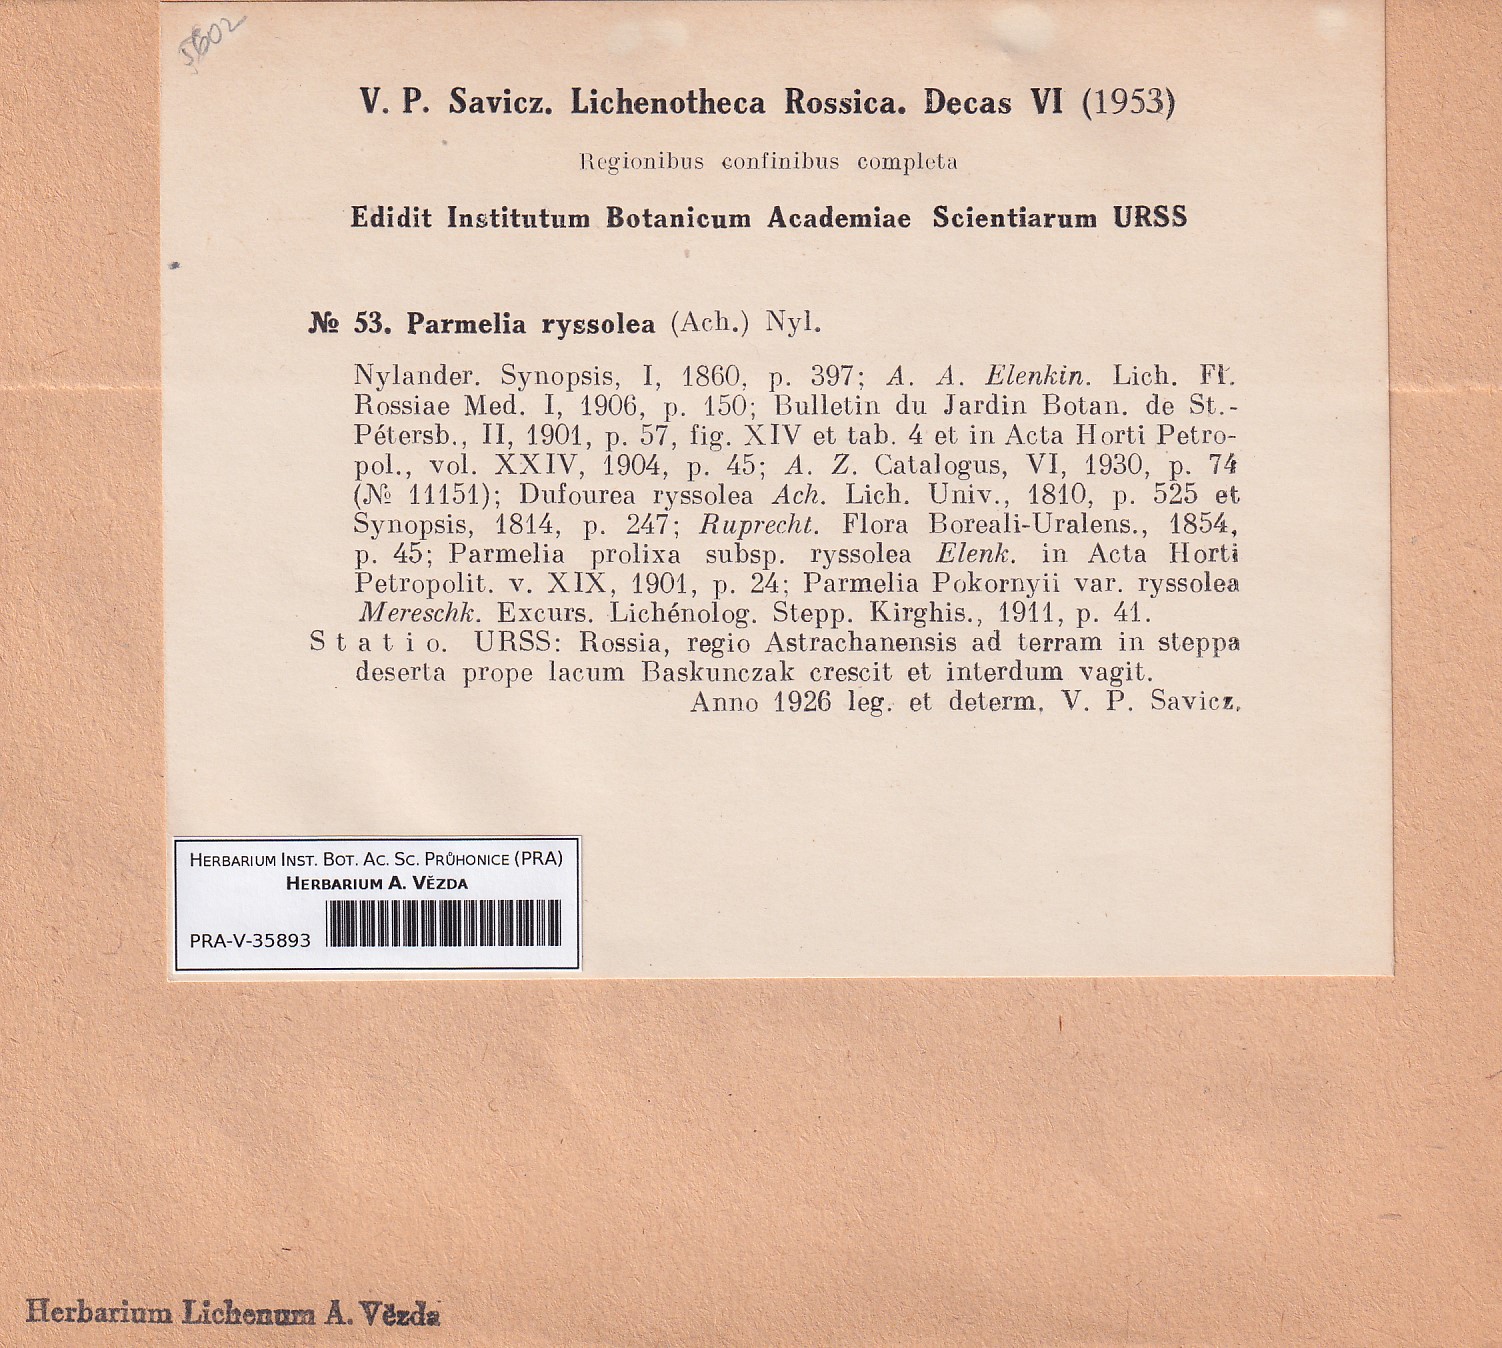 5602
V. P. Savicz. Lichenotheca Rossica. Decas VI (1953)
Regionibus confinibus completa
Edidit Institutum Botanicum Academiae Scientiarum URSS
№ 53. Parmelia ryssolea (Ach.) Nyl.
Nylander. Synopsis, I, 1860, p. 397; A. A. Elenkin. Lich. Fl.
Rossiae Med. I, 1906, p. 150; Bulletin du Jardin Botan. de St.-
Pétersb., II, 1901, p. 57, fig. XIV et tab. 4 et in Acta Horti Petro-
pol., vol. XXIV, 1904, p. 45; A. Z. Catalogus, VI, 1930, p. 74
(№ 11151); Dufourea ryssolea Ach. Lich. Univ., 1810, p. 525 et
Synopsis, 1814, p. 247; Ruprecht. Flora Boreali-Uralens., 1854,
p. 45; Parmelia prolixa subsp. ryssolea Elenk. in Acta Horti
Petropolit. v. XIX, 1901, p. 24; Parmelia Pokornyii var. ryssolea
Mereschk. Excurs. Lichénolog. Stepp. Kirghis., 1911, p. 41.
Statio. URSS: Rossia, regio Astrachanensis ad terram in steppa
deserta prope lacum Baskunczak crescit et interdum vagit.
Anno 1926 leg. et determ. V. P. Savicz.
HERBARIUM INST. BOT. AC. SC. PRŮHONICE (PRA)
HERBARIUM A. VĚZDA
PRA-V-35893
Herbarium Lichenum A. Vězda